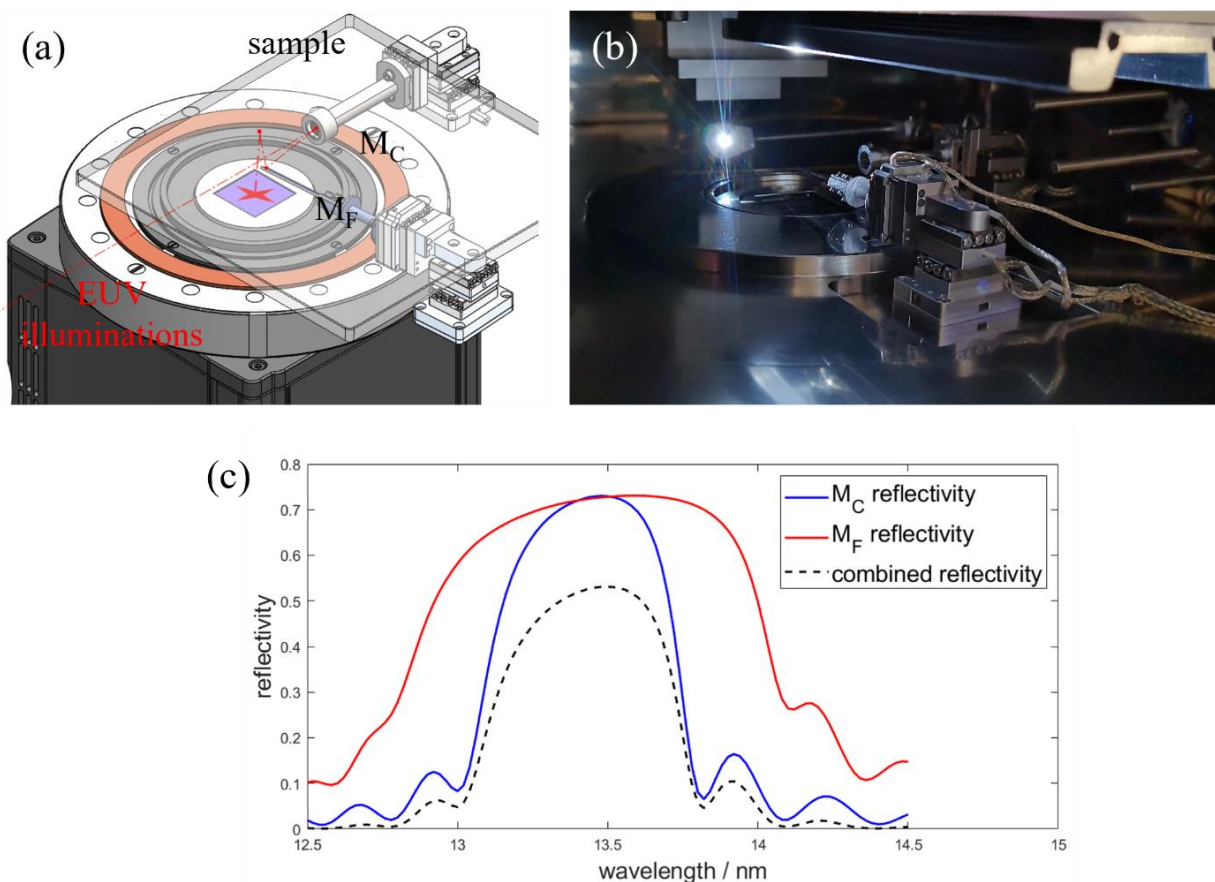 (a)
sample
M_C
M_F
EUV
illuminations
(b)
(c)
0.8
0.7
0.6
0.5
0.4
0.3
0.2
0.1
0
reflectivity
12.5 13 13.5 14 14.5 15
wavelength / nm
M_C reflectivity
M_F reflectivity
combined reflectivity